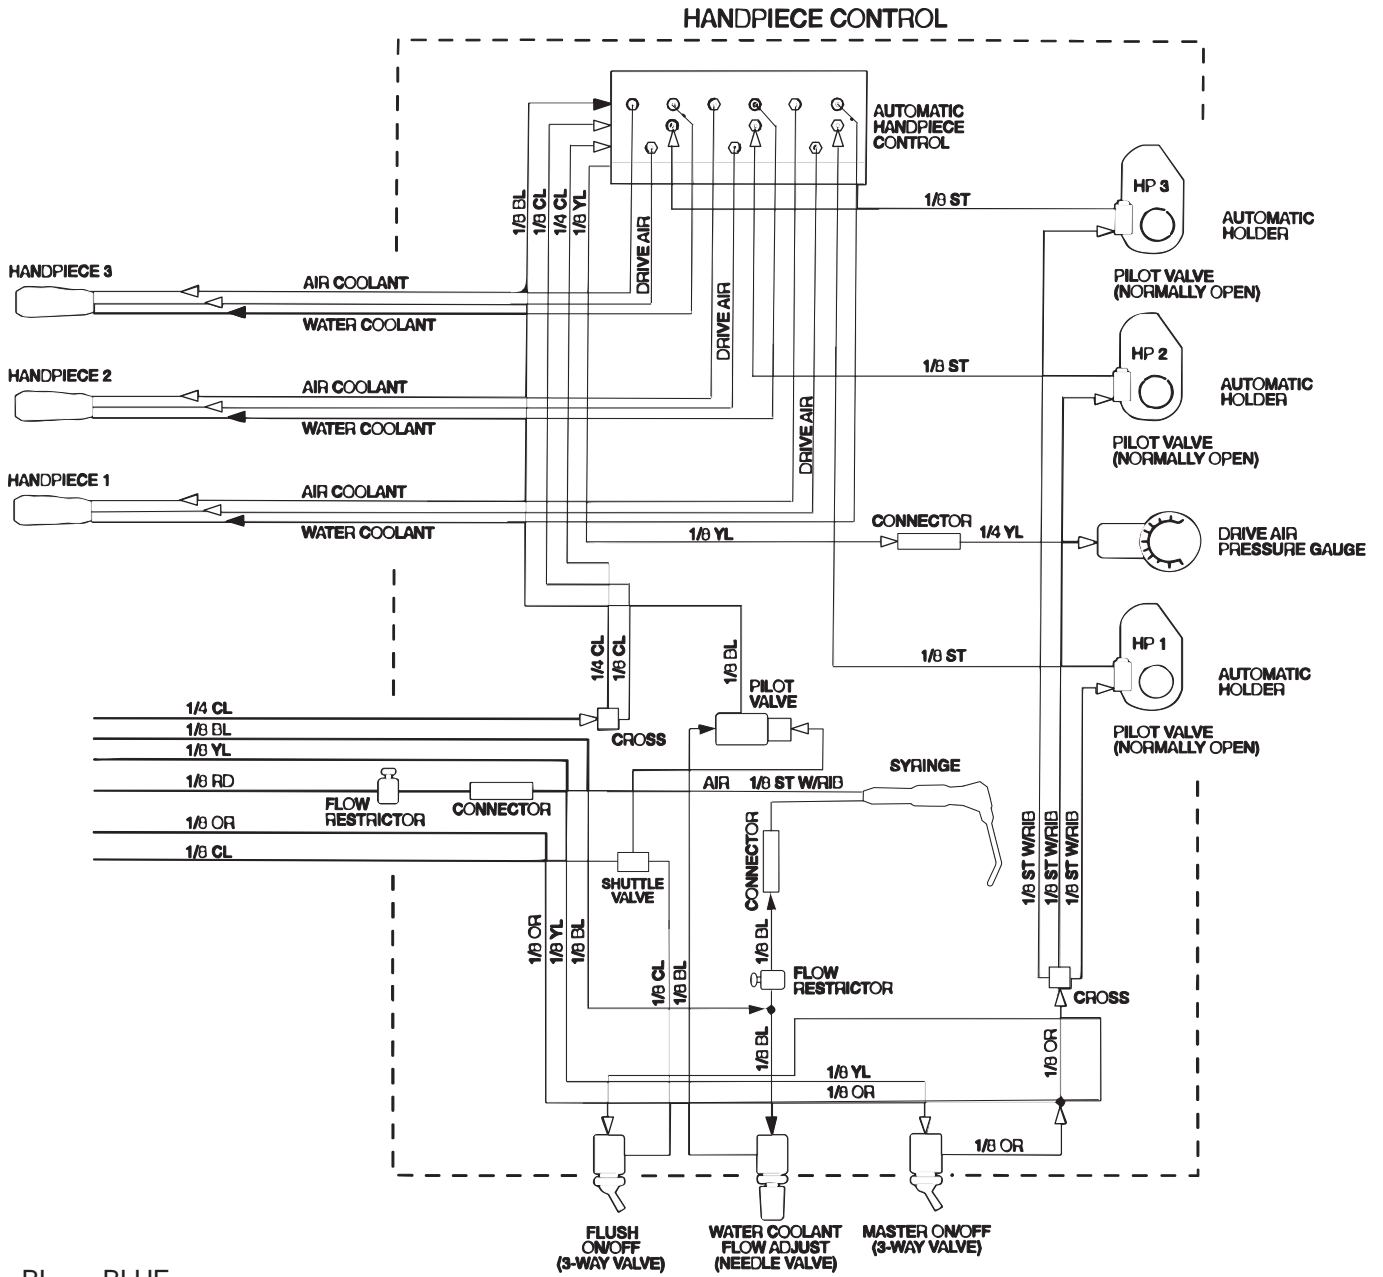 HANDPIECE CONTROL
AUTOMATIC
HANDPIECE
CONTROL
HP 3
1/8 ST
AUTOMATIC
HOLDER
1/8 BL
1/8 CL
1/4 CL
1/8 YL
DRIVE AIR
DRIVE AIR
DRIVE AIR
HANDPIECE 3
AIR COOLANT
WATER COOLANT
PILOT VALVE
(NORMALLY OPEN)
HP 2
1/8 ST
HANDPIECE 2
AIR COOLANT
WATER COOLANT
AUTOMATIC
HOLDER
PILOT VALVE
(NORMALLY OPEN)
HANDPIECE 1
AIR COOLANT
WATER COOLANT
1/8 YL
CONNECTOR
1/4 YL
DRIVE AIR
PRESSURE GAUGE
HP 1
1/8 ST
AUTOMATIC
HOLDER
1/4 CL
1/8 CL
1/8 BL
PILOT
VALVE
PILOT VALVE
(NORMALLY OPEN)
1/4 CL
1/8 BL
1/8 YL
CROSS
1/8 RD
FLOW
RESTRICTOR
CONNECTOR
AIR
1/8 ST W/RIB
SYRINGE
1/8 OR
1/8 CL
SHUTTLE
VALVE
CONNECTOR
1/8 ST W/RIB
1/8 ST W/RIB
1/8 ST W/RIB
1/8 OR
1/8 YL
1/8 BL
1/8 CL
1/8 BL
1/8 BL
FLOW
RESTRICTOR
CROSS
1/8 BL
1/8 OR
1/8 YL
1/8 OR
1/8 OR
FLUSH
ON/OFF
(3-WAY VALVE)
WATER COOLANT
FLOW ADJUST
(NEEDLE VALVE)
MASTER ON/OFF
(3-WAY VALVE)
BL BLUE